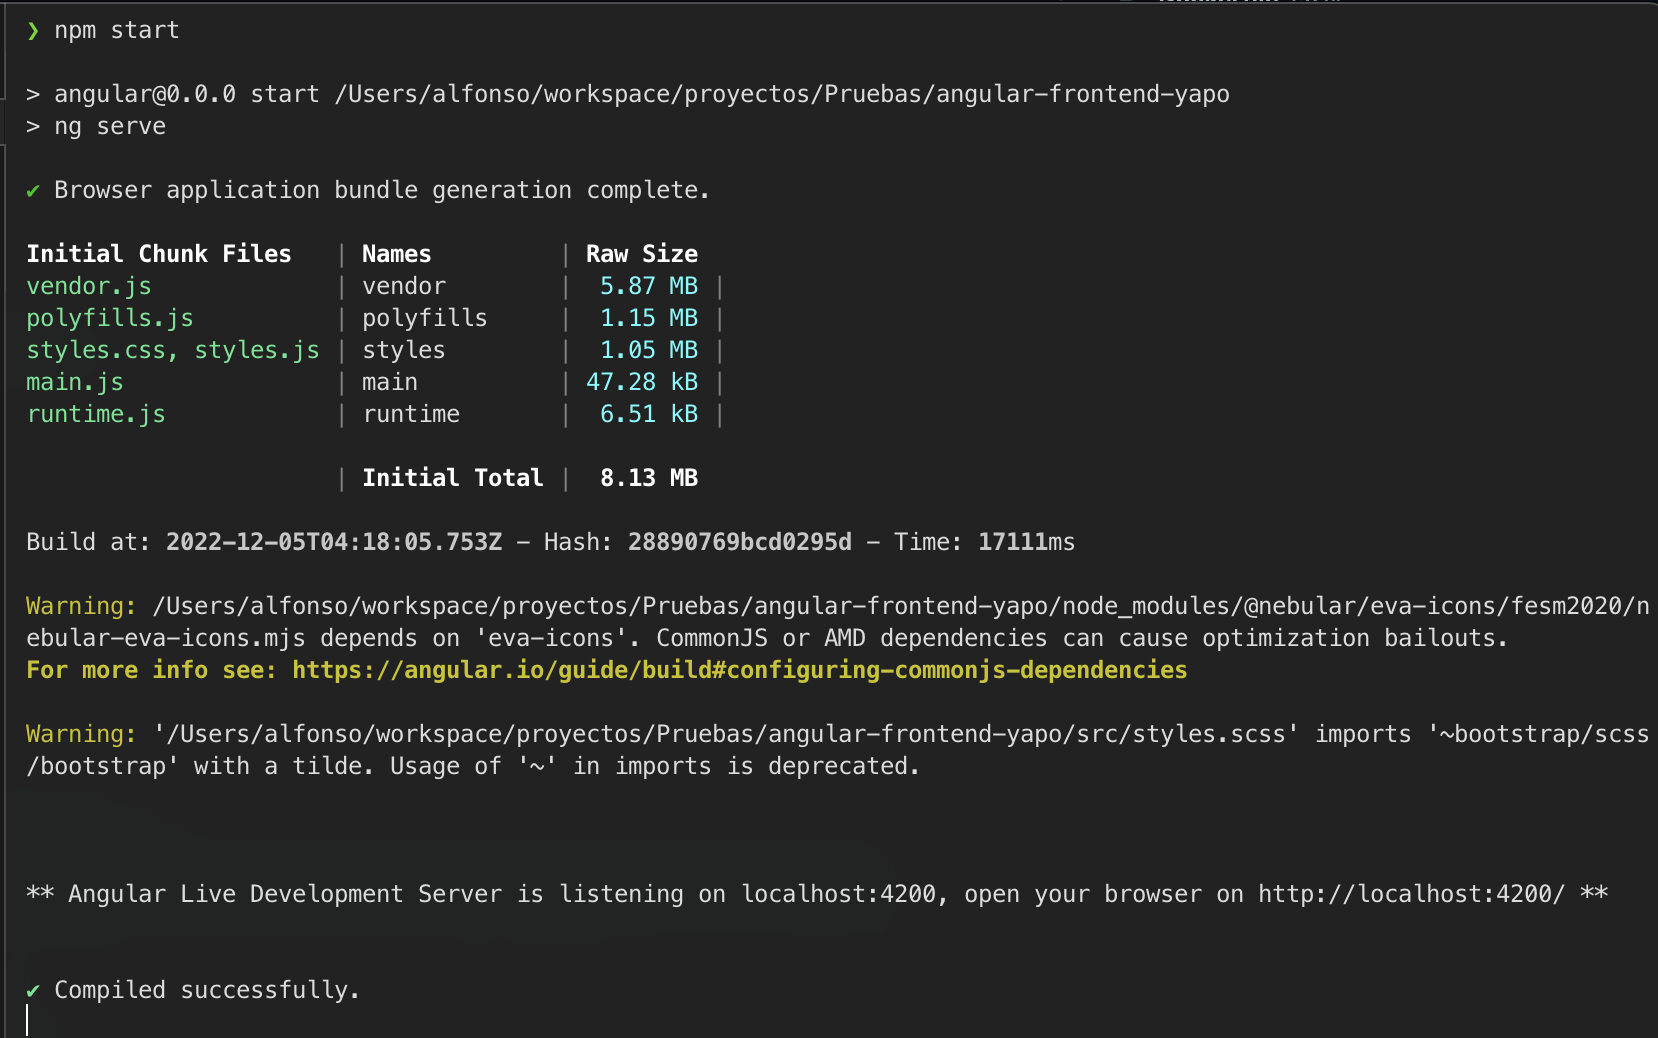 ❯ npm start
> angular@0.0.0 start /Users/alfonso/workspace/proyectos/Pruebas/angular-frontend-yapo
> ng serve
✔ Browser application bundle generation complete.
Initial Chunk Files | Names | Raw Size
vendor.js | vendor | 5.87 MB |
polyfills.js | polyfills | 1.15 MB |
styles.css, styles.js | styles | 1.05 MB |
main.js | main | 47.28 kB |
runtime.js | runtime | 6.51 kB |
| Initial Total | 8.13 MB
Build at: 2022-12-05T04:18:05.753Z - Hash: 28890769bcd0295d - Time: 17111ms
Warning: /Users/alfonso/workspace/proyectos/Pruebas/angular-frontend-yapo/node_modules/@nebular/eva-icons/fesm2020/n
ebular-eva-icons.mjs depends on 'eva-icons'. CommonJS or AMD dependencies can cause optimization bailouts.
For more info see: https://angular.io/guide/build#configuring-commonjs-dependencies
Warning: '/Users/alfonso/workspace/proyectos/Pruebas/angular-frontend-yapo/src/styles.scss' imports '~bootstrap/scss
/bootstrap' with a tilde. Usage of '~' in imports is deprecated.
** Angular Live Development Server is listening on localhost:4200, open your browser on http://localhost:4200/ **
✔ Compiled successfully.